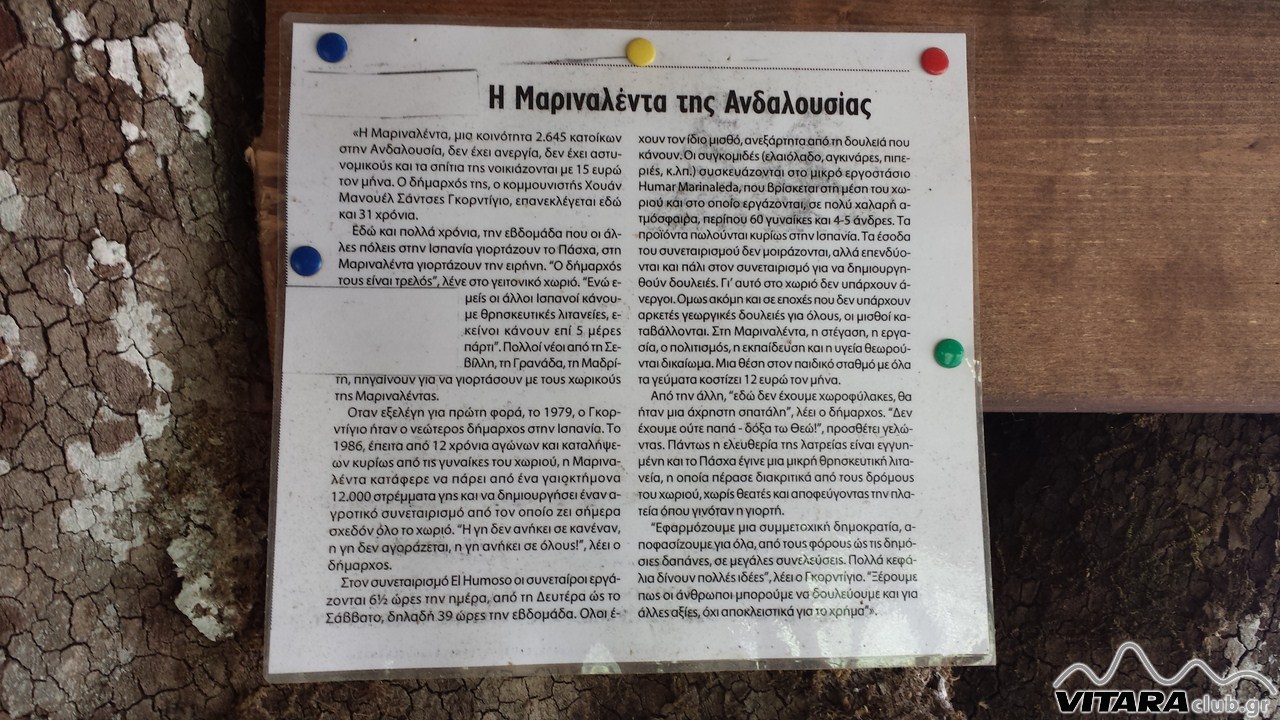 Η Μαριναλέντα της Ανδαλουσίας
«Η Μαριναλέντα, μια κοινότητα 2.645 κατοίκων
στην Ανδαλουσία, δεν έχει ανεργία, δεν έχει αστυ-
νομικούς και τα σπίτια της νοικιάζονται με 15 ευρώ
τον μήνα. Ο δήμαρχός της, ο κομμουνιστής Χουάν
Μανουέλ Σάντσες Γκορντίγιο, επανεκλέγεται εδώ
και 31 χρόνια.
Εδώ και πολλά χρόνια, την εβδομάδα που οι άλ-
λες πόλεις στην Ισπανία γιορτάζουν το Πάσχα, στη
Μαριναλέντα γιορτάζουν την ειρήνη. "Ο δήμαρχός
τους είναι τρελός", λένε στο γειτονικό χωριό. "Ενώ ε-
μείς οι άλλοι Ισπανοί κάνου-
με θρησκευτικές λιτανείες, ε-
κείνοι κάνουν επί 5 μέρες
πάρτι". Πολλοί νέοι από τη Σε-
βίλλη, τη Γρανάδα, τη Μαδρί-
τη, πηγαίνουν για να γιορτάσουν με τους χωρικούς
της Μαριναλέντας.
Οταν εξελέγη για πρώτη φορά, το 1979, ο Γκορ-
ντίγιο ήταν ο νεώτερος δήμαρχος στην Ισπανία. Το
1986, έπειτα από 12 χρόνια αγώνων και καταλήψε-
ων κυρίως από τις γυναίκες του χωριού, η Μαρινα-
λέντα κατάφερε να πάρει από ένα γαιοκτήμονα
12.000 στρέμματα γης και να δημιουργήσει έναν α-
γροτικό συνεταιρισμό από τον οποίο ζει σήμερα
σχεδόν όλο το χωριό. "Η γη δεν ανήκει σε κανέναν,
η γη δεν αγοράζεται, η γη ανήκει σε όλους!", λέει ο
δήμαρχος.
Στον συνεταιρισμό El Humoso οι συνεταίροι εργά-
ζονται 6½ ώρες την ημέρα, από τη Δευτέρα ώς το
Σάββατο, δηλαδή 39 ώρες την εβδομάδα. Ολοι έ-
χουν τον ίδιο μισθό, ανεξάρτητα από τη δουλειά που
κάνουν. Οι συγκομιδές (ελαιόλαδο, αγκινάρες, πιπε-
ριές, κ.λπ.) συσκευάζονται στο μικρό εργοστάσιο
Humar Marinaleda, που βρίσκεται στη μέση του χω-
ριού και στο οποίο εργάζονται, σε πολύ χαλαρή α-
τμόσφαιρα, περίπου 60 γυναίκες και 4-5 άνδρες. Τα
προϊόντα πωλούνται κυρίως στην Ισπανία. Τα έσοδα
του συνεταιρισμού δεν μοιράζονται, αλλά επενδύο-
νται και πάλι στον συνεταιρισμό για να δημιουργη-
θούν δουλειές. Γι' αυτό στο χωριό δεν υπάρχουν ά-
νεργοι. Ομως ακόμη και σε εποχές που δεν υπάρχουν
αρκετές γεωργικές δουλειές για όλους, οι μισθοί κα-
ταβάλλονται. Στη Μαριναλέντα, η στέγαση, η εργα-
σία, ο πολιτισμός, η εκπαίδευση και η υγεία θεωρού-
νται δικαίωμα. Μια θέση στον παιδικό σταθμό με όλα
τα γεύματα κοστίζει 12 ευρώ τον μήνα.
Από την άλλη, "εδώ δεν έχουμε χωροφύλακες, θα
ήταν μια άχρηστη σπατάλη", λέει ο δήμαρχος. "Δεν
έχουμε ούτε παπά - δόξα τω Θεώ!", προσθέτει γελώ-
ντας. Πάντως η ελευθερία της λατρείας είναι εγγυη-
μένη και το Πάσχα έγινε μια μικρή θρησκευτική λιτα-
νεία, η οποία πέρασε διακριτικά από τους δρόμους
του χωριού, χωρίς θεατές και αποφεύγοντας την πλα-
τεία όπου γινόταν η γιορτή.
"Εφαρμόζουμε μια συμμετοχική δημοκρατία, α-
ποφασίζουμε για όλα, από τους φόρους ώς τις δημό-
σιες δαπάνες, σε μεγάλες συνελεύσεις. Πολλά κεφά-
λια δίνουν πολλές ιδέες", λέει ο Γκορντίγιο. "Ξέρουμε
πως οι άνθρωποι μπορούμε να δουλεύουμε και για
άλλες αξίες, όχι αποκλειστικά για το χρήμα"».
VITARA club.gr